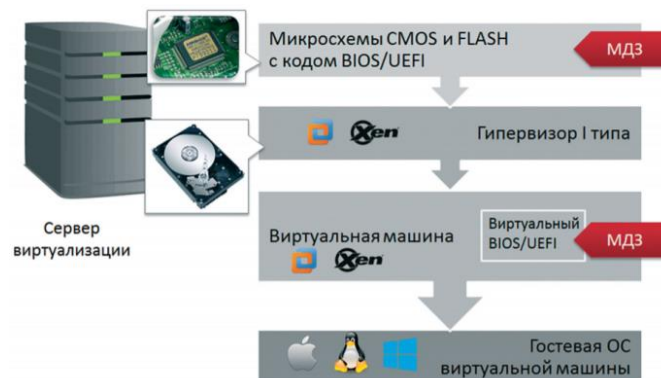 Микросхемы CMOS и FLASH
с кодом BIOS/UEFI
МДЗ
Xen
Гипервизор I типа
Сервер
виртуализации
Виртуальная машина
Xen
Виртуальный
BIOS/UEFI
МДЗ
Гостевая ОС
виртуальной машины